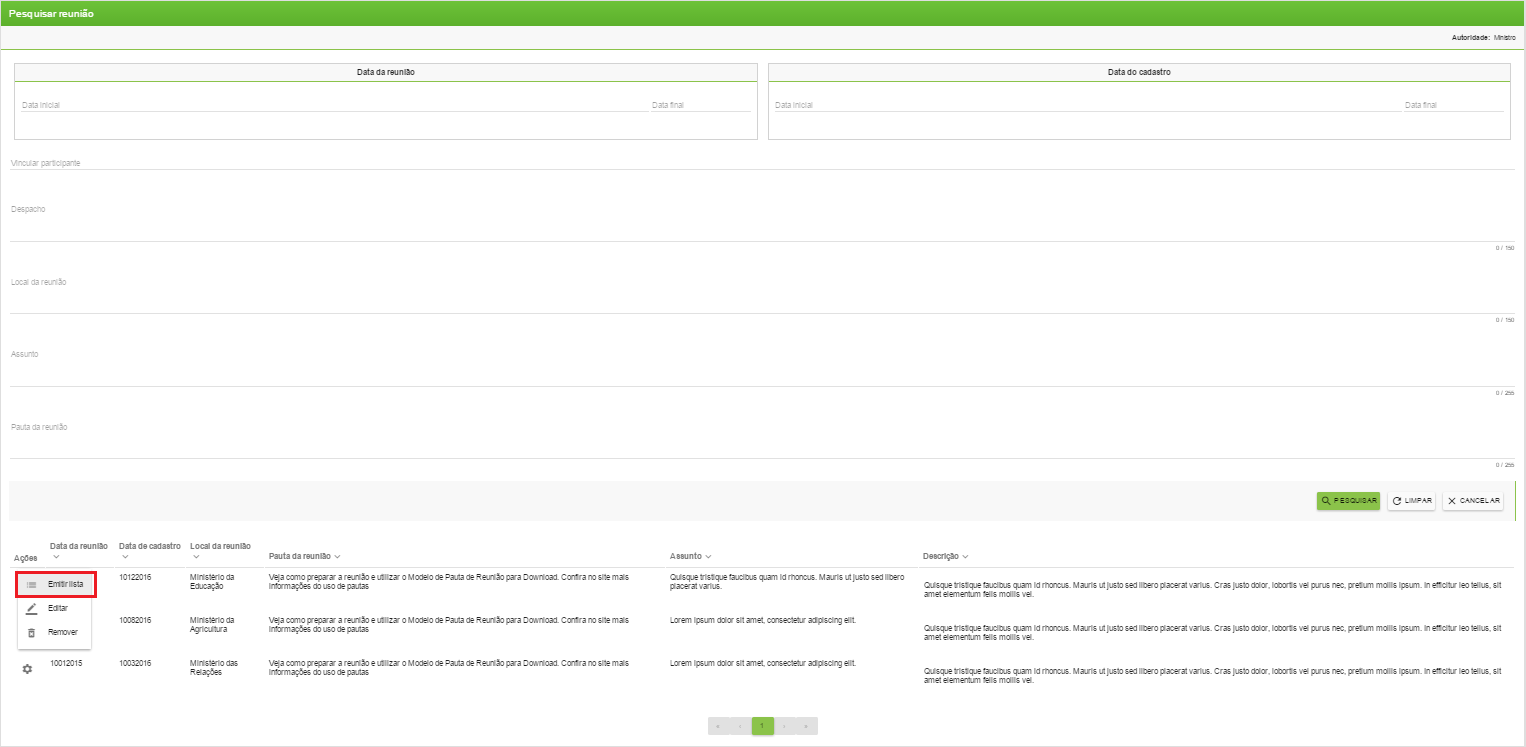 Pesquisar reunião
Autoridade: Ministro
Data da reunião
Data do cadastro
Data inicial
Data final
Data inicial
Data final
Vincular participante
Despacho
0 / 150
Local da reunião
0 / 150
Assunto
0 / 255
Pauta da reunião
0 / 255
PESQUISAR
LIMPAR
CANCELAR
Ações
Data da reunião
Data de cadastro
Local da reunião
Pauta da reunião
Assunto
Descrição
Emitir lista
Editar
Remover
10122016
Ministério da
Educação
Veja como preparar a reunião e utilizar o Modelo de Pauta de Reunião para Download. Confira no site mais
informações do uso de pautas
Quisque tristique faucibus quam id rhoncus. Mauris ut justo sed libero
placerat varius.
Quisque tristique faucibus quam id rhoncus. Mauris ut justo sed libero placerat varius. Cras justo dolor, lobortis vel purus nec, pretium mollis ipsum. In efficitur leo tellus, sit
amet elementum felis mollis vel.
10082016
Ministério da
Agricultura
Veja como preparar a reunião e utilizar o Modelo de Pauta de Reunião para Download. Confira no site mais
informações do uso de pautas
Lorem ipsum dolor sit amet, consectetur adipiscing elit.
Quisque tristique faucibus quam id rhoncus. Mauris ut justo sed libero placerat varius. Cras justo dolor, lobortis vel purus nec, pretium mollis ipsum. In efficitur leo tellus, sit
amet elementum felis mollis vel.
10012015
10032016
Ministério das
Relações
Veja como preparar a reunião e utilizar o Modelo de Pauta de Reunião para Download. Confira no site mais
informações do uso de pautas
Lorem ipsum dolor sit amet, consectetur adipiscing elit.
Quisque tristique faucibus quam id rhoncus. Mauris ut justo sed libero placerat varius. Cras justo dolor, lobortis vel purus nec, pretium mollis ipsum. In efficitur leo tellus, sit
amet elementum felis mollis vel.
« ‹ 1 › »